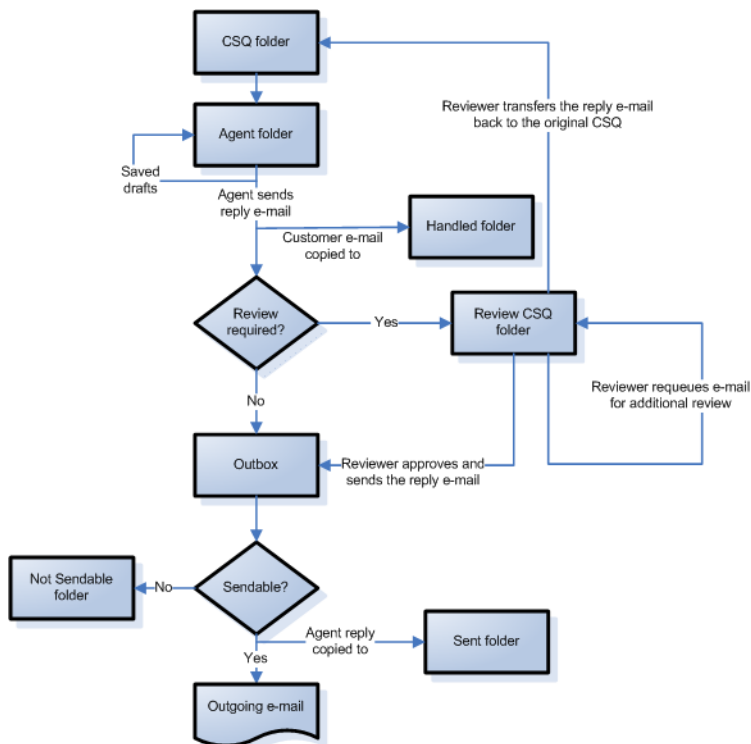 CSQ folder
Reviewer transfers the reply e-mail
back to the original CSQ
Agent folder
Saved
drafts
Agent sends
reply e-mail
Customer e-mail
copied to
Handled folder
Review
required?
Yes
Review CSQ
folder
Reviewer requeues e-mail
for additional review
No
Outbox
Reviewer approves and
sends the reply e-mail
Not Sendable
folder
No
Sendable?
Agent reply
copied to
Sent folder
Yes
Outgoing e-mail